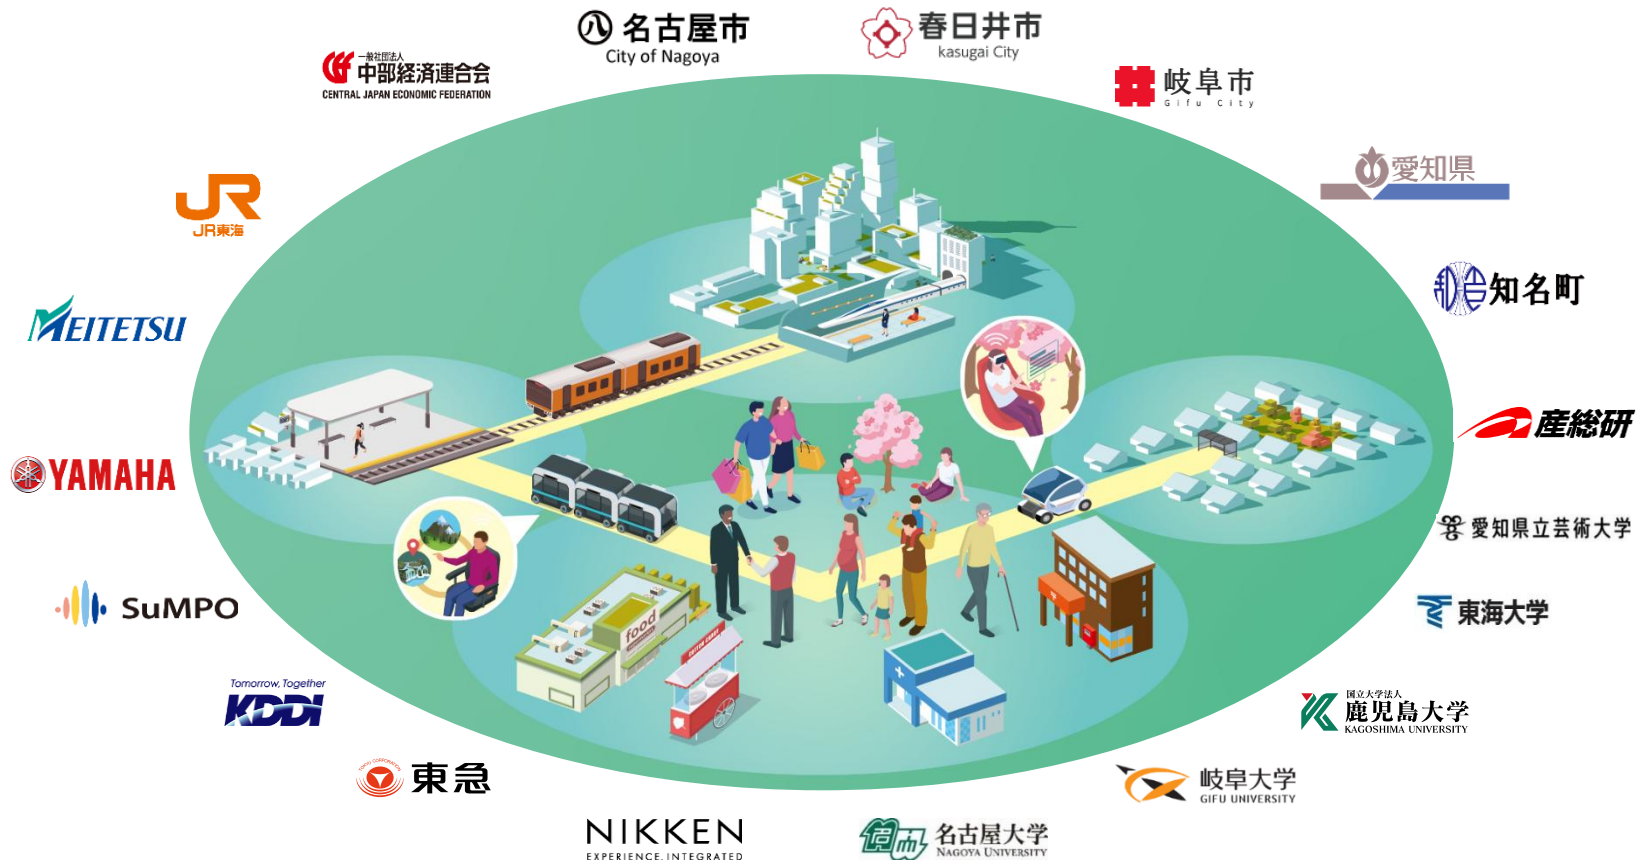 名古屋市
City of Nagoya
春日井市
kasugai City
一般社団法人
中部経済連合会
CENTRAL JAPAN ECONOMIC FEDERATION
岐阜市
Gifu City
愛知県
JR東海
知名町
MEITETSU
産総研
YAMAHA
愛知県立芸術大学
SuMPO
東海大学
food
Tomorrow, Together
KDDI
国立大学法人
鹿児島大学
KAGOSHIMA UNIVERSITY
TOKYU CORPORATION
東急
岐阜大学
GIFU UNIVERSITY
NIKKEN
EXPERIENCE, INTEGRATED
名古屋大学
NAGOYA UNIVERSITY